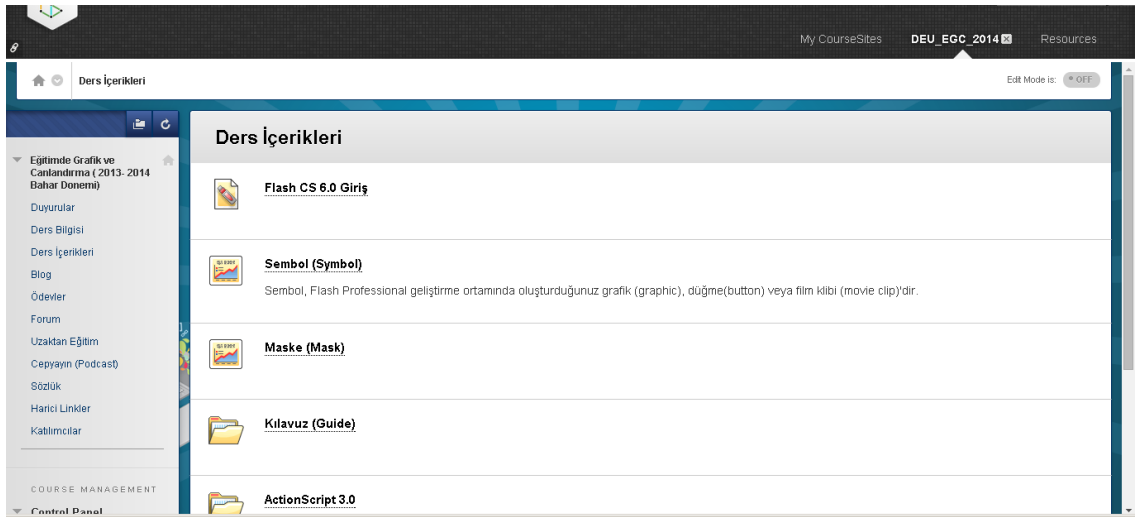 My CourseSites
DEU_EGC_2014
Resources
Ders İçerikleri
Edit Mode is:
OFF
Eğitimde Grafik ve
Canlandırma ( 2013- 2014
Bahar Donemi)
Duyurular
Ders Bilgisi
Ders İçerikleri
Blog
Ödevler
Forum
Uzaktan Eğitim
Cepyayın (Podcast)
Sözlük
Harici Linkler
Katılımcılar
COURSE MANAGEMENT
Control Panel
Ders İçerikleri
Flash CS 6.0 Giriş
Sembol (Symbol)
Sembol, Flash Professional geliştirme ortamında oluşturduğunuz grafik (graphic), düğme(button) veya film klibi (movie clip)'dir.
Maske (Mask)
Kılavuz (Guide)
ActionScript 3.0